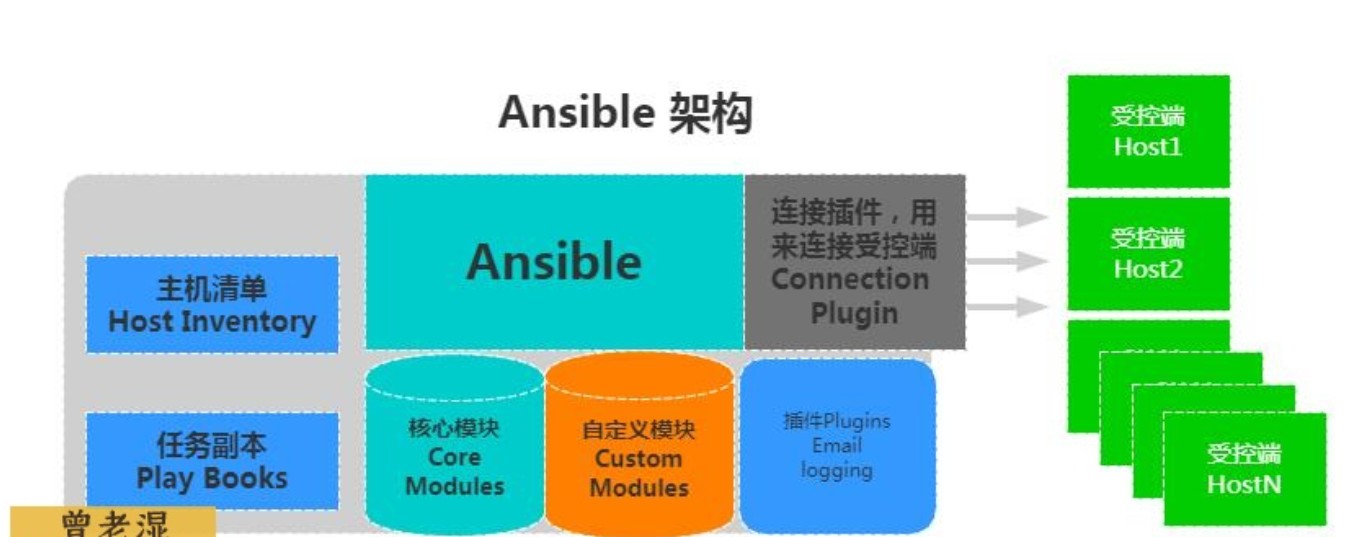 Ansible 架构
主机清单
Host Inventory
任务副本
Play Books
Ansible
连接插件，用
来连接受控端
Connection
Plugin
核心模块
Core
Modules
自定义模块
Custom
Modules
插件Plugins
Email
logging
受控端
Host1
受控端
Host2
受控端
HostN
曾老湿